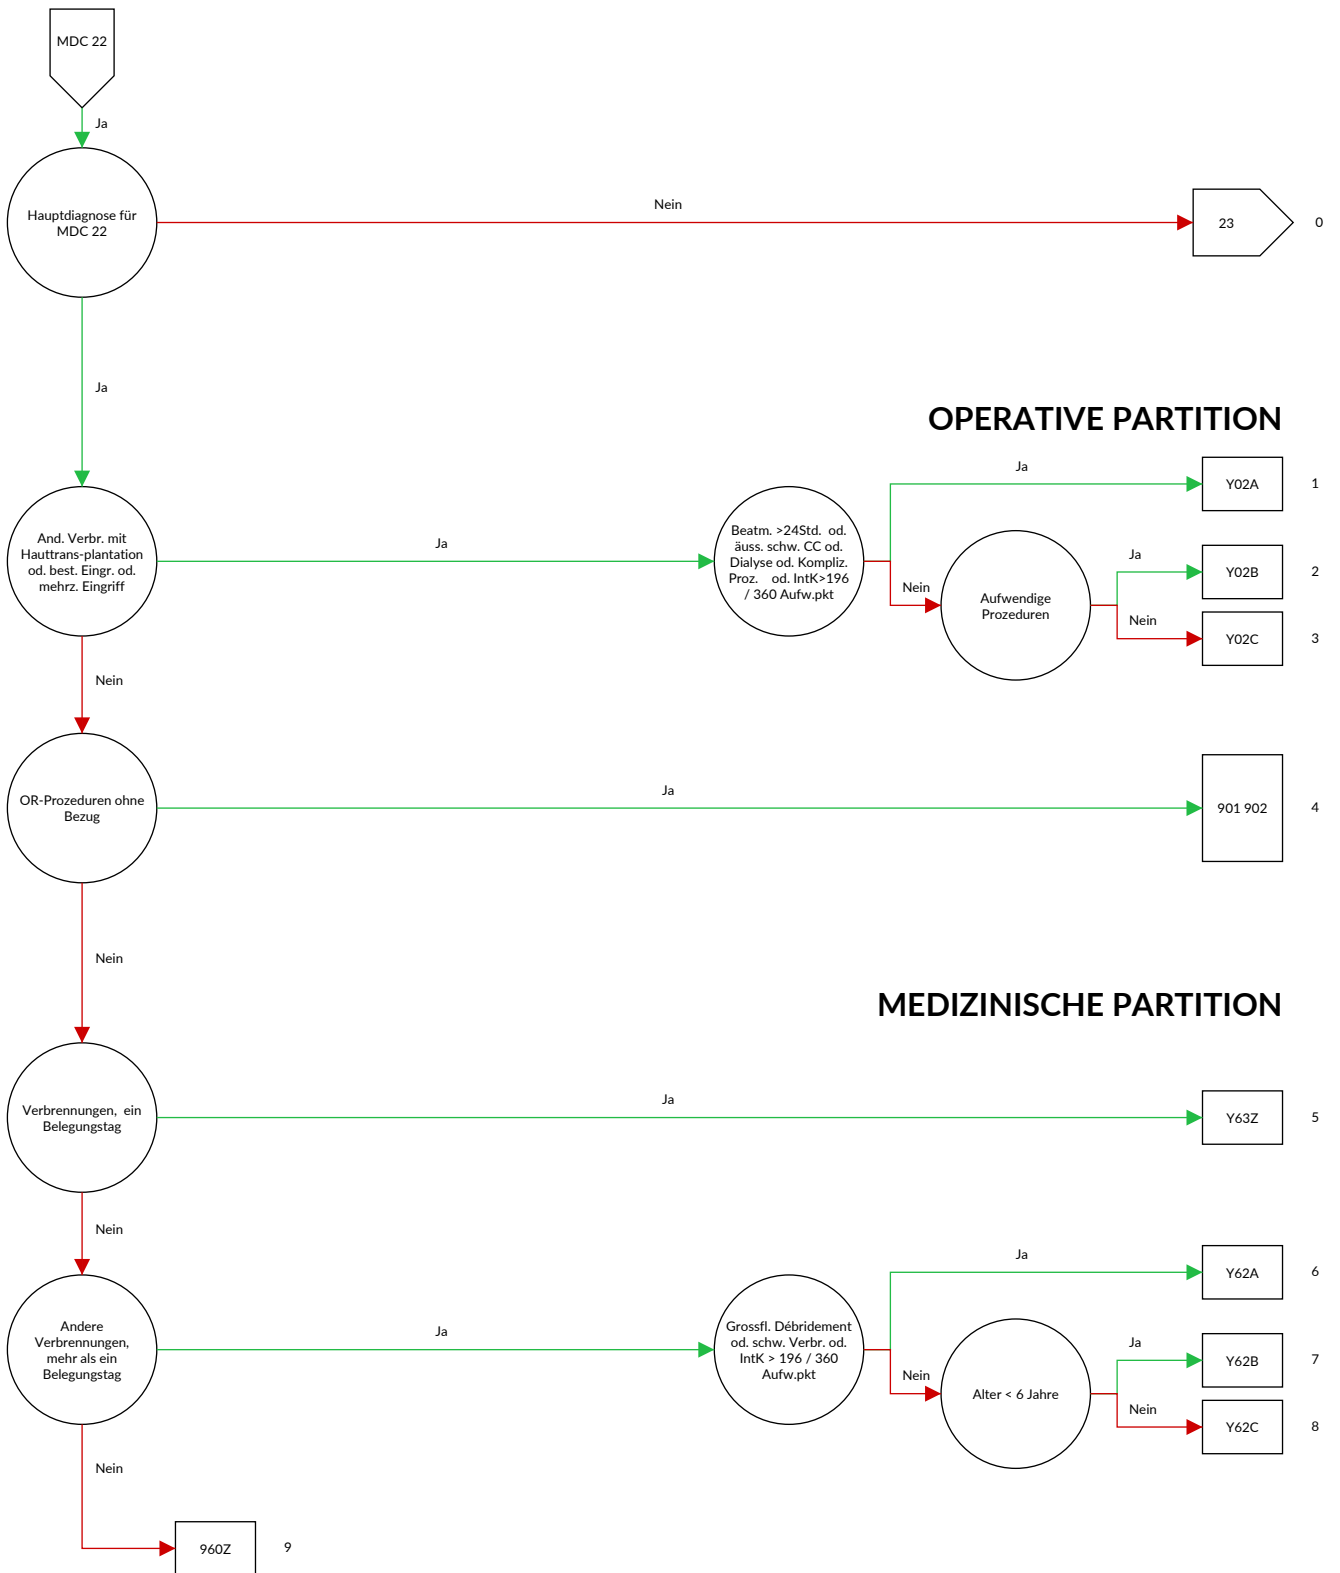 MDC 22
Ja
Hauptdiagnose für
MDC 22
Nein
23
0
Ja
OPERATIVE PARTITION
And. Verbr. mit
Hauttrans-plantation
od. best. Eingr. od.
mehrz. Eingriff
Ja
Beatm. >24Std. od.
äuss. schw. CC od.
Dialyse od. Kompliz.
Proz. od. IntK>196
/ 360 Aufw.pkt
Ja
Y02A
1
Nein
Aufwendige
Prozeduren
Ja
Y02B
2
Nein
Y02C
3
Nein
OR-Prozeduren ohne
Bezug
Ja
901 902
4
Nein
MEDIZINISCHE PARTITION
Verbrennungen, ein
Belegungstag
Ja
Y63Z
5
Nein
Andere
Verbrennungen,
mehr als ein
Belegungstag
Ja
Grossfl. Débridement
od. schw. Verbr. od.
IntK > 196 / 360
Aufw.pkt
Ja
Y62A
6
Nein
Alter < 6 Jahre
Ja
Y62B
7
Nein
Y62C
8
Nein
960Z
9